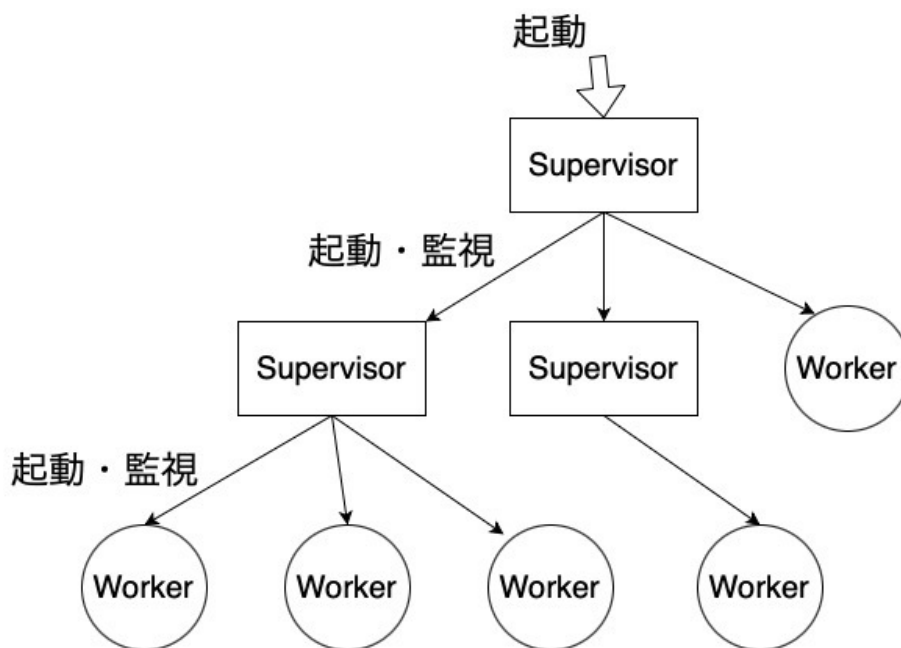 起動
Supervisor
起動・監視
Supervisor
Supervisor
Worker
起動・監視
Worker
Worker
Worker
Worker